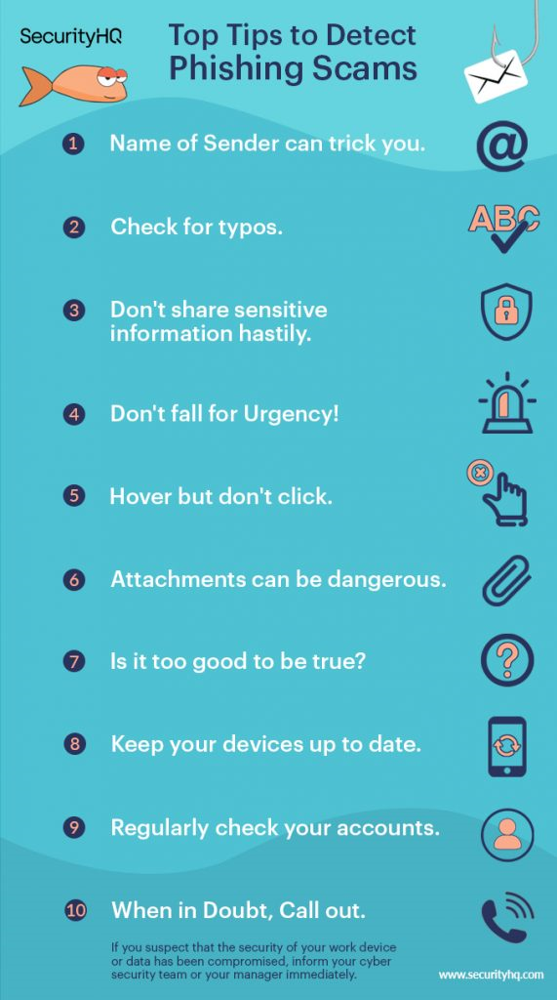 SecurityHQ
Top Tips to Detect
Phishing Scams
1 Name of Sender can trick you.
@
2 Check for typos.
ABC
3 Don't share sensitive
information hastily.
4 Don't fall for Urgency!
5 Hover but don't click.
6 Attachments can be dangerous.
7 Is it too good to be true?
?
8 Keep your devices up to date.
9 Regularly check your accounts.
10 When in Doubt, Call out.
If you suspect that the security of your work device
or data has been compromised, inform your cyber
security team or your manager immediately.
www.securityhq.com